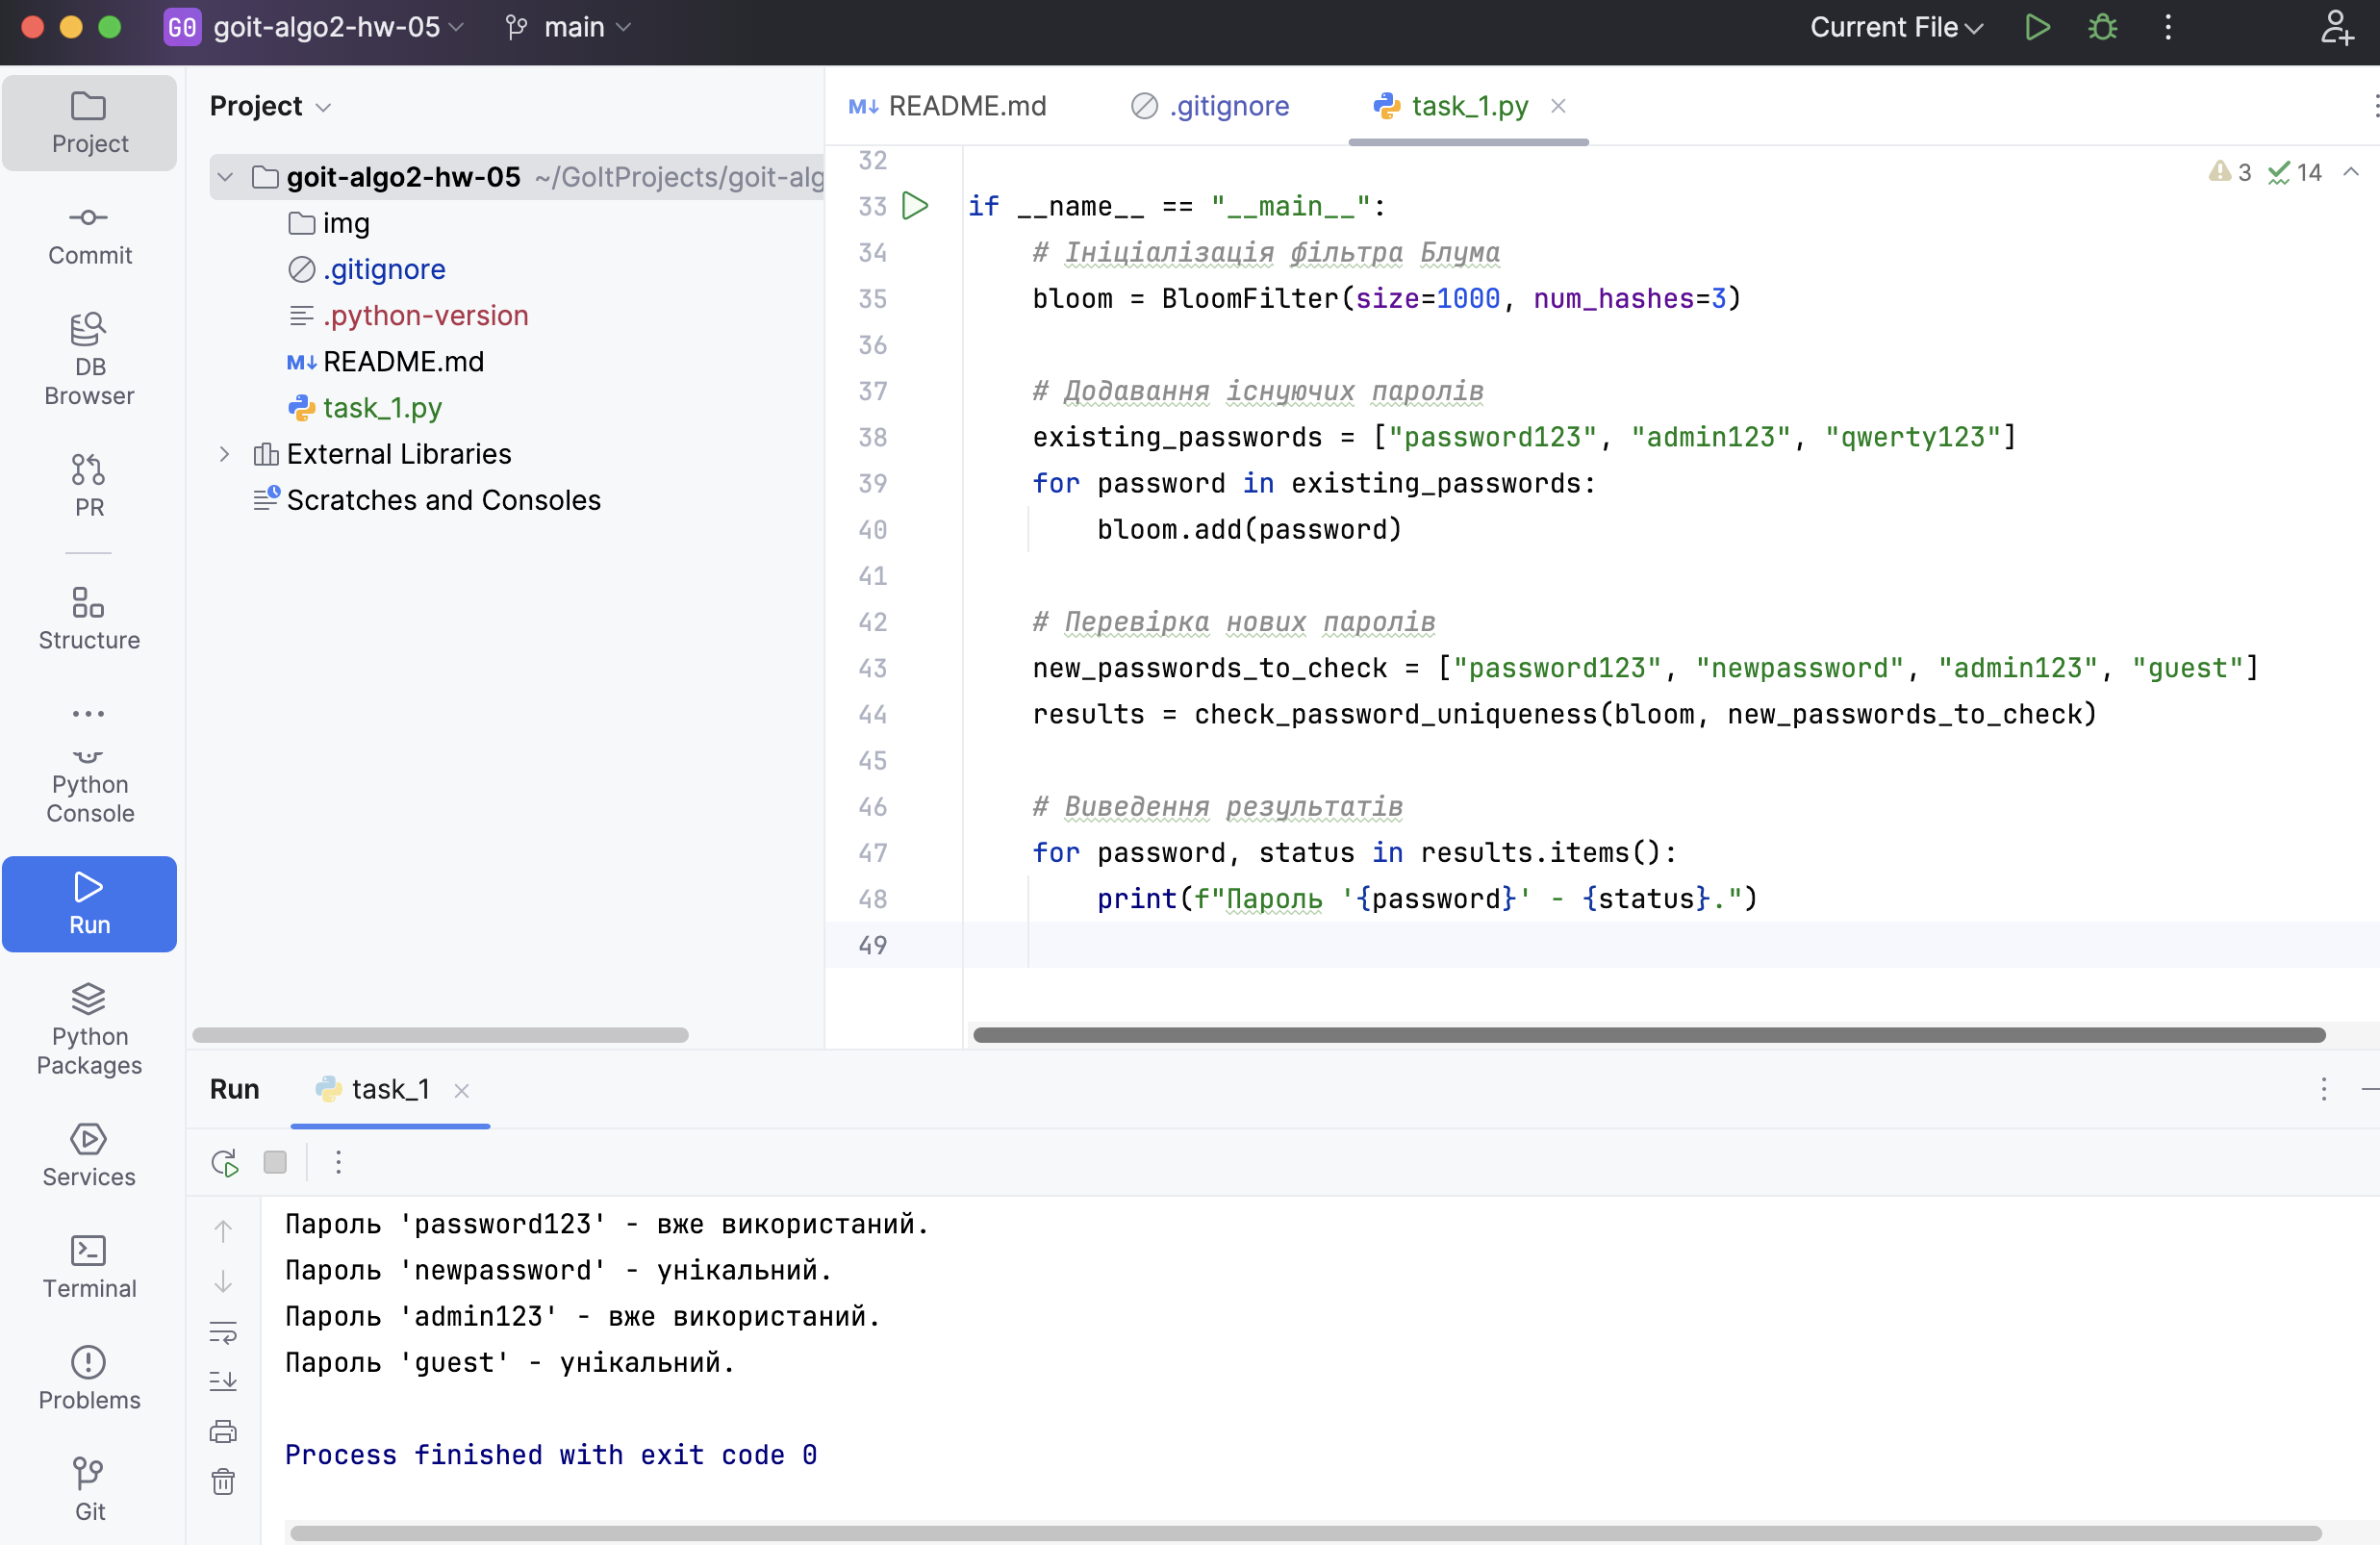 GO goit-algo2-hw-05 main Current File
Project
Commit
DB
Browser
PR
Structure
Python
Console
Run
Python
Packages
Services
Terminal
Problems
Git
Project
goit-algo2-hw-05 ~/GoItProjects/goit-alg
img
.gitignore
.python-version
M↓ README.md
task_1.py
External Libraries
Scratches and Consoles
M↓ README.md .gitignore task_1.py
3 14
32
33 if __name__ == "__main__":
34 # Ініціалізація фільтра Блума
35 bloom = BloomFilter(size=1000, num_hashes=3)
36
37 # Додавання існуючих паролів
38 existing_passwords = ["password123", "admin123", "qwerty123"]
39 for password in existing_passwords:
40 bloom.add(password)
41
42 # Перевірка нових паролів
43 new_passwords_to_check = ["password123", "newpassword", "admin123", "guest"]
44 results = check_password_uniqueness(bloom, new_passwords_to_check)
45
46 # Виведення результатів
47 for password, status in results.items():
48 print(f"Пароль '{password}' - {status}.")
49
Run task_1
Пароль 'password123' - вже використаний.
Пароль 'newpassword' - унікальний.
Пароль 'admin123' - вже використаний.
Пароль 'guest' - унікальний.
Process finished with exit code 0